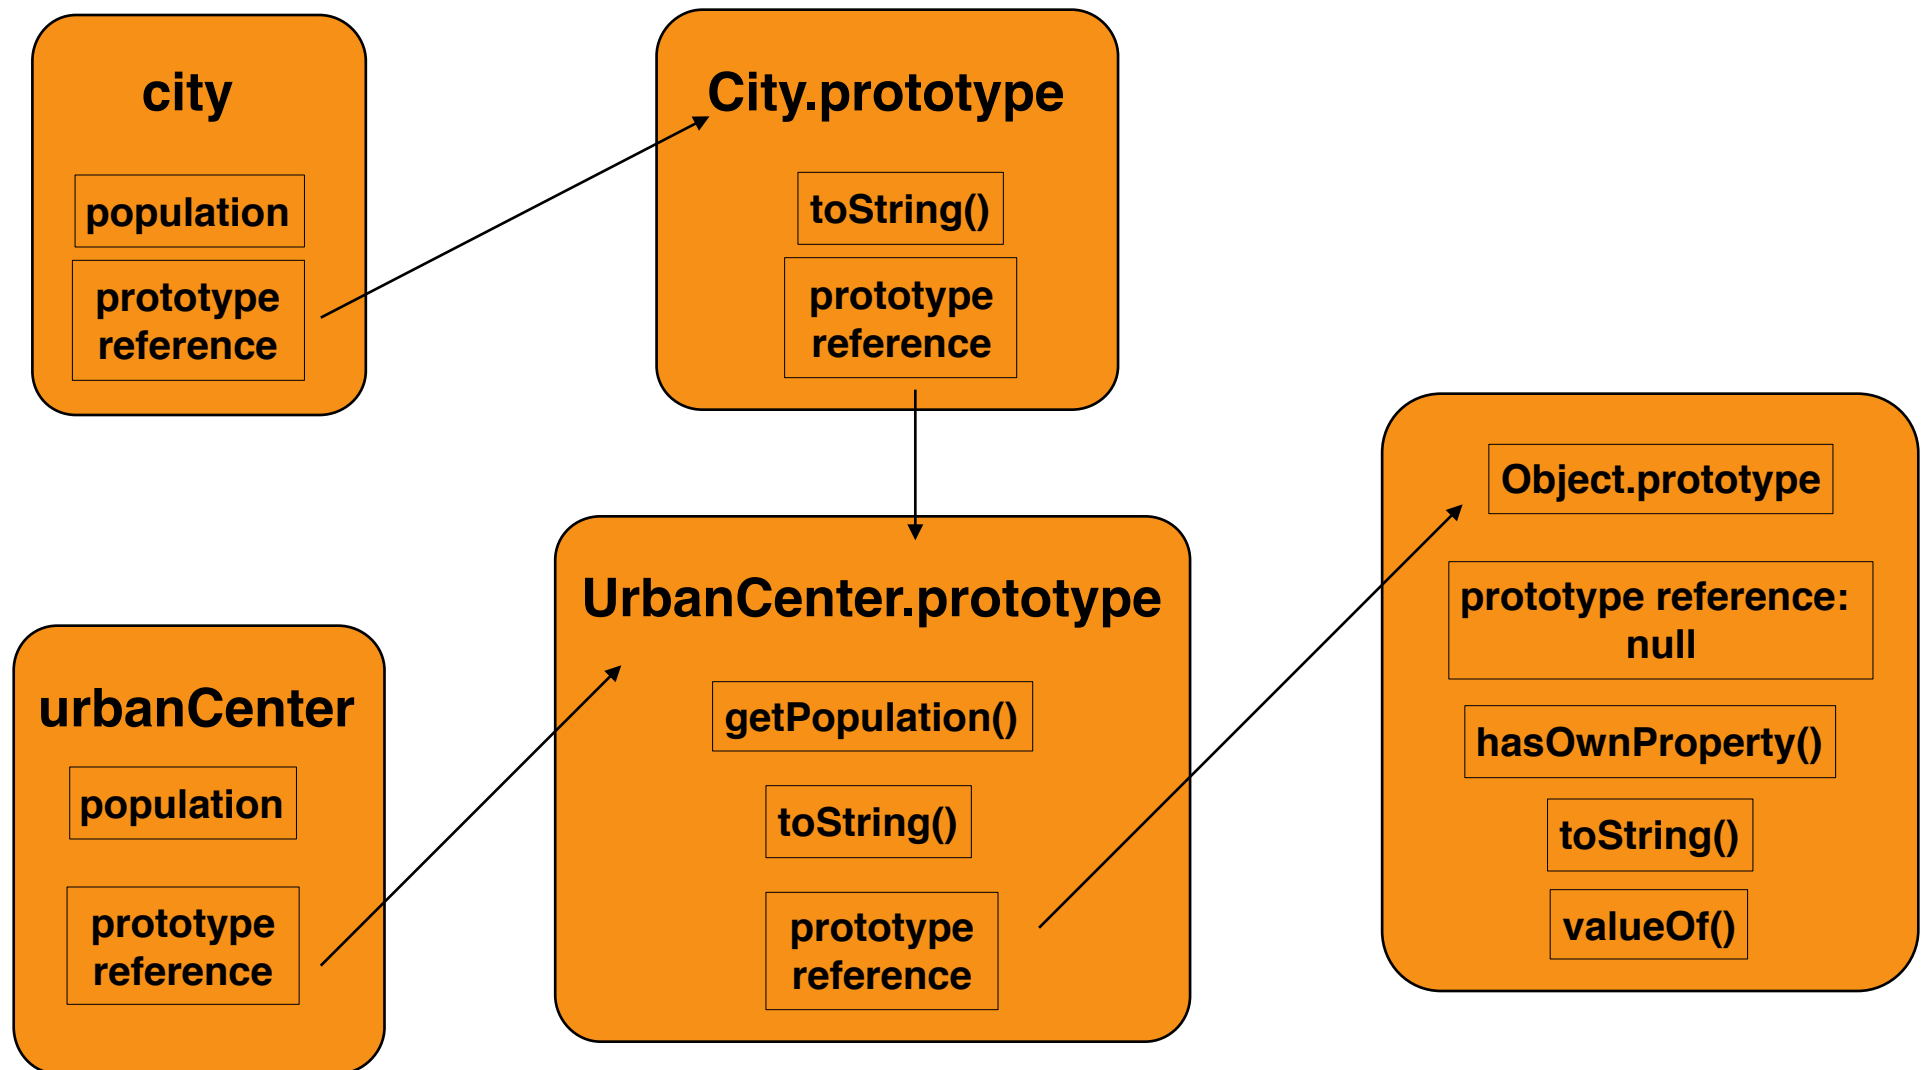 city
population
prototype
reference
City.prototype
toString()
prototype
reference
urbanCenter
population
prototype
reference
UrbanCenter.prototype
getPopulation()
toString()
prototype
reference
Object.prototype
prototype reference:
null
hasOwnProperty()
toString()
valueOf()